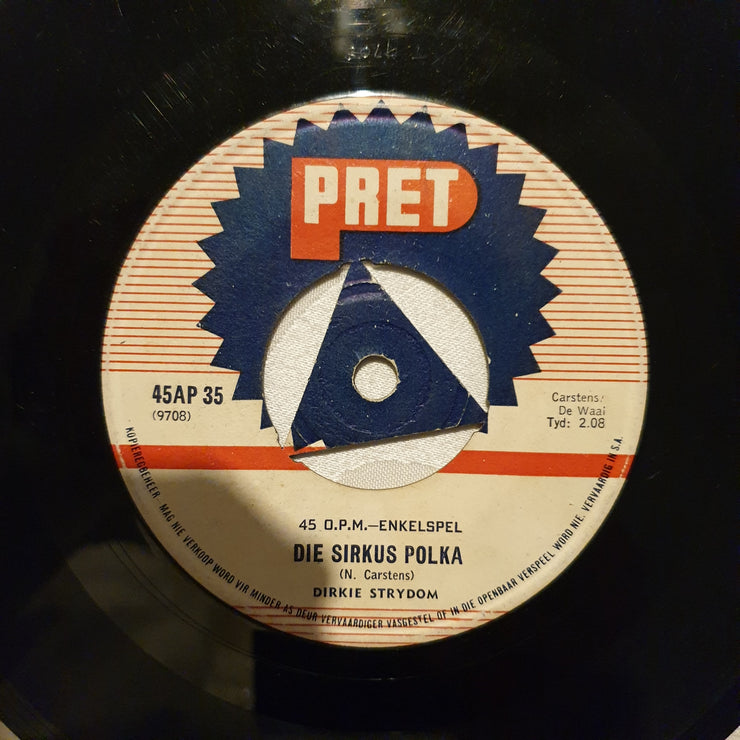 PRET
45AP 35
(9708)
Carstens/
De Waal
Tyd: 2.08
45 O.P.M.—ENKELSPEL
DIE SIRKUS POLKA
(N. Carstens)
DIRKIE STRYDOM
KOPIEREGBEHEER - MAG NIE VERKOOP WORD VIR MINDER AS DEUR VERVAARDIGER VASGESTEL OF IN DIE OPENBAAR VERSPEEL WORD NIE. VERVAARDIG IN S.A.